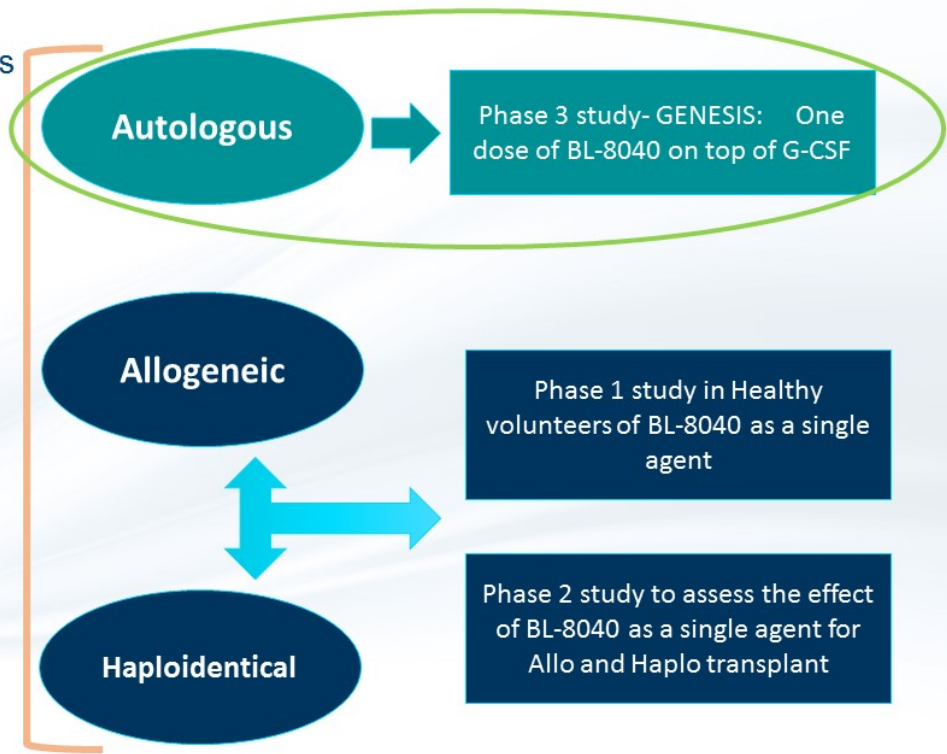 s
Autologous
Phase 3 study- GENESIS: One
dose of BL-8040 on top of G-CSF
Allogeneic
Phase 1 study in Healthy
volunteers of BL-8040 as a single
agent
Haploidentical
Phase 2 study to assess the effect
of BL-8040 as a single agent for
Allo and Haplo transplant